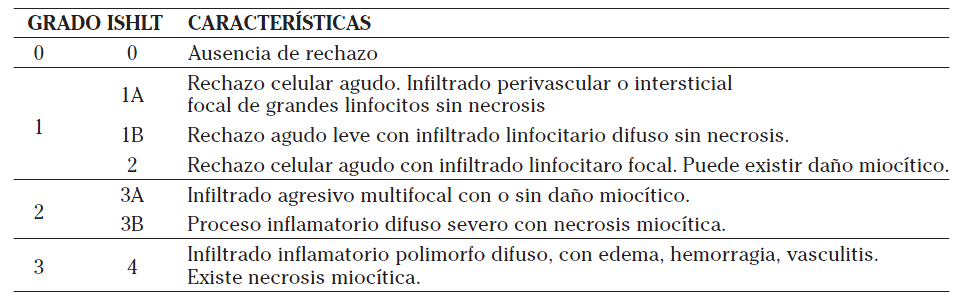 GRADO ISHLT CARACTERÍSTICAS
0 0 Ausencia de rechazo
1 1A Rechazo celular agudo. Infiltrado perivascular o intersticial
focal de grandes linfocitos sin necrosis
1B Rechazo agudo leve con infiltrado linfocitario difuso sin necrosis.
2 Rechazo celular agudo con infiltrado linfocitaro focal. Puede existir daño miocítico.
2 3A Infiltrado agresivo multifocal con o sin daño miocítico.
3B Proceso inflamatorio difuso severo con necrosis miocítica.
3 4 Infiltrado inflamatorio polimorfo difuso, con edema, hemorragia, vasculitis.
Existe necrosis miocítica.